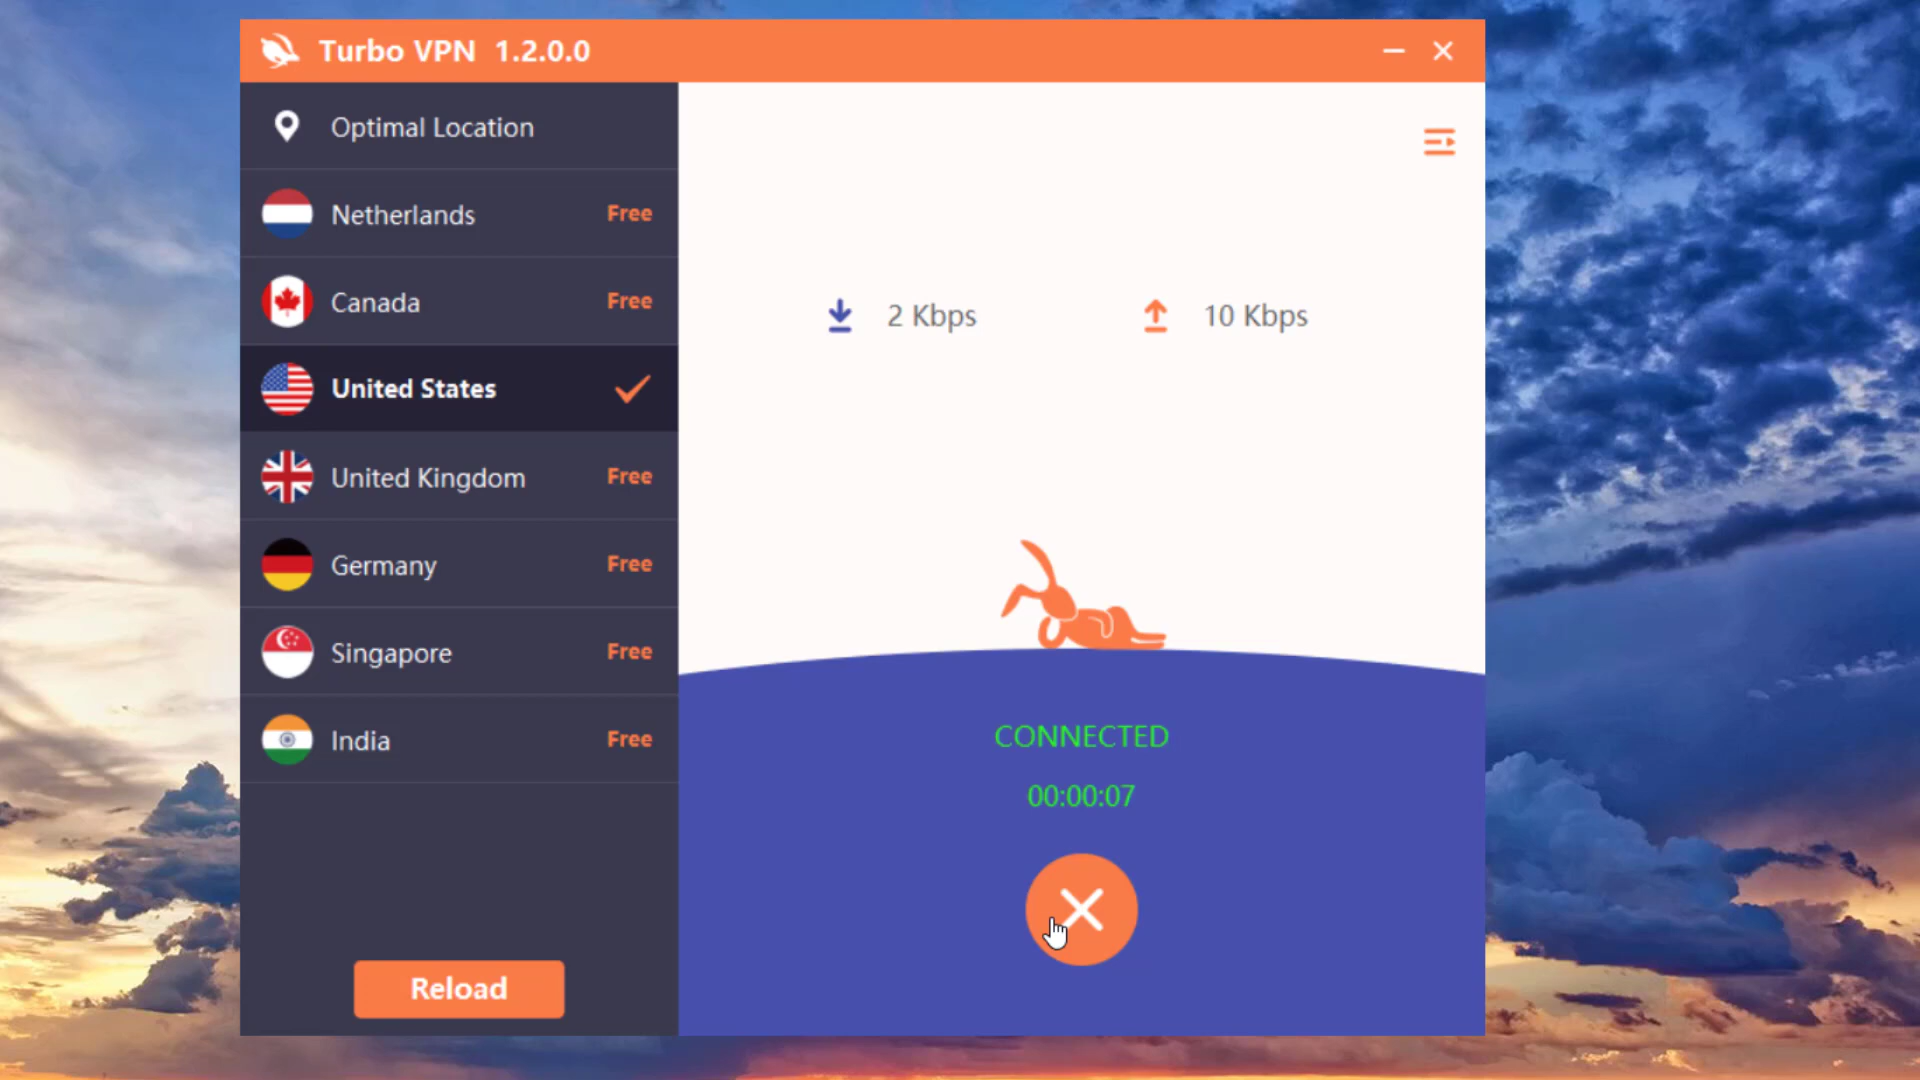 Turbo VPN 1.2.0.0
Optimal Location
Netherlands Free
Canada Free
United States
United Kingdom Free
Germany Free
Singapore Free
India Free
Reload
2 Kbps 10 Kbps
CONNECTED
00:00:07